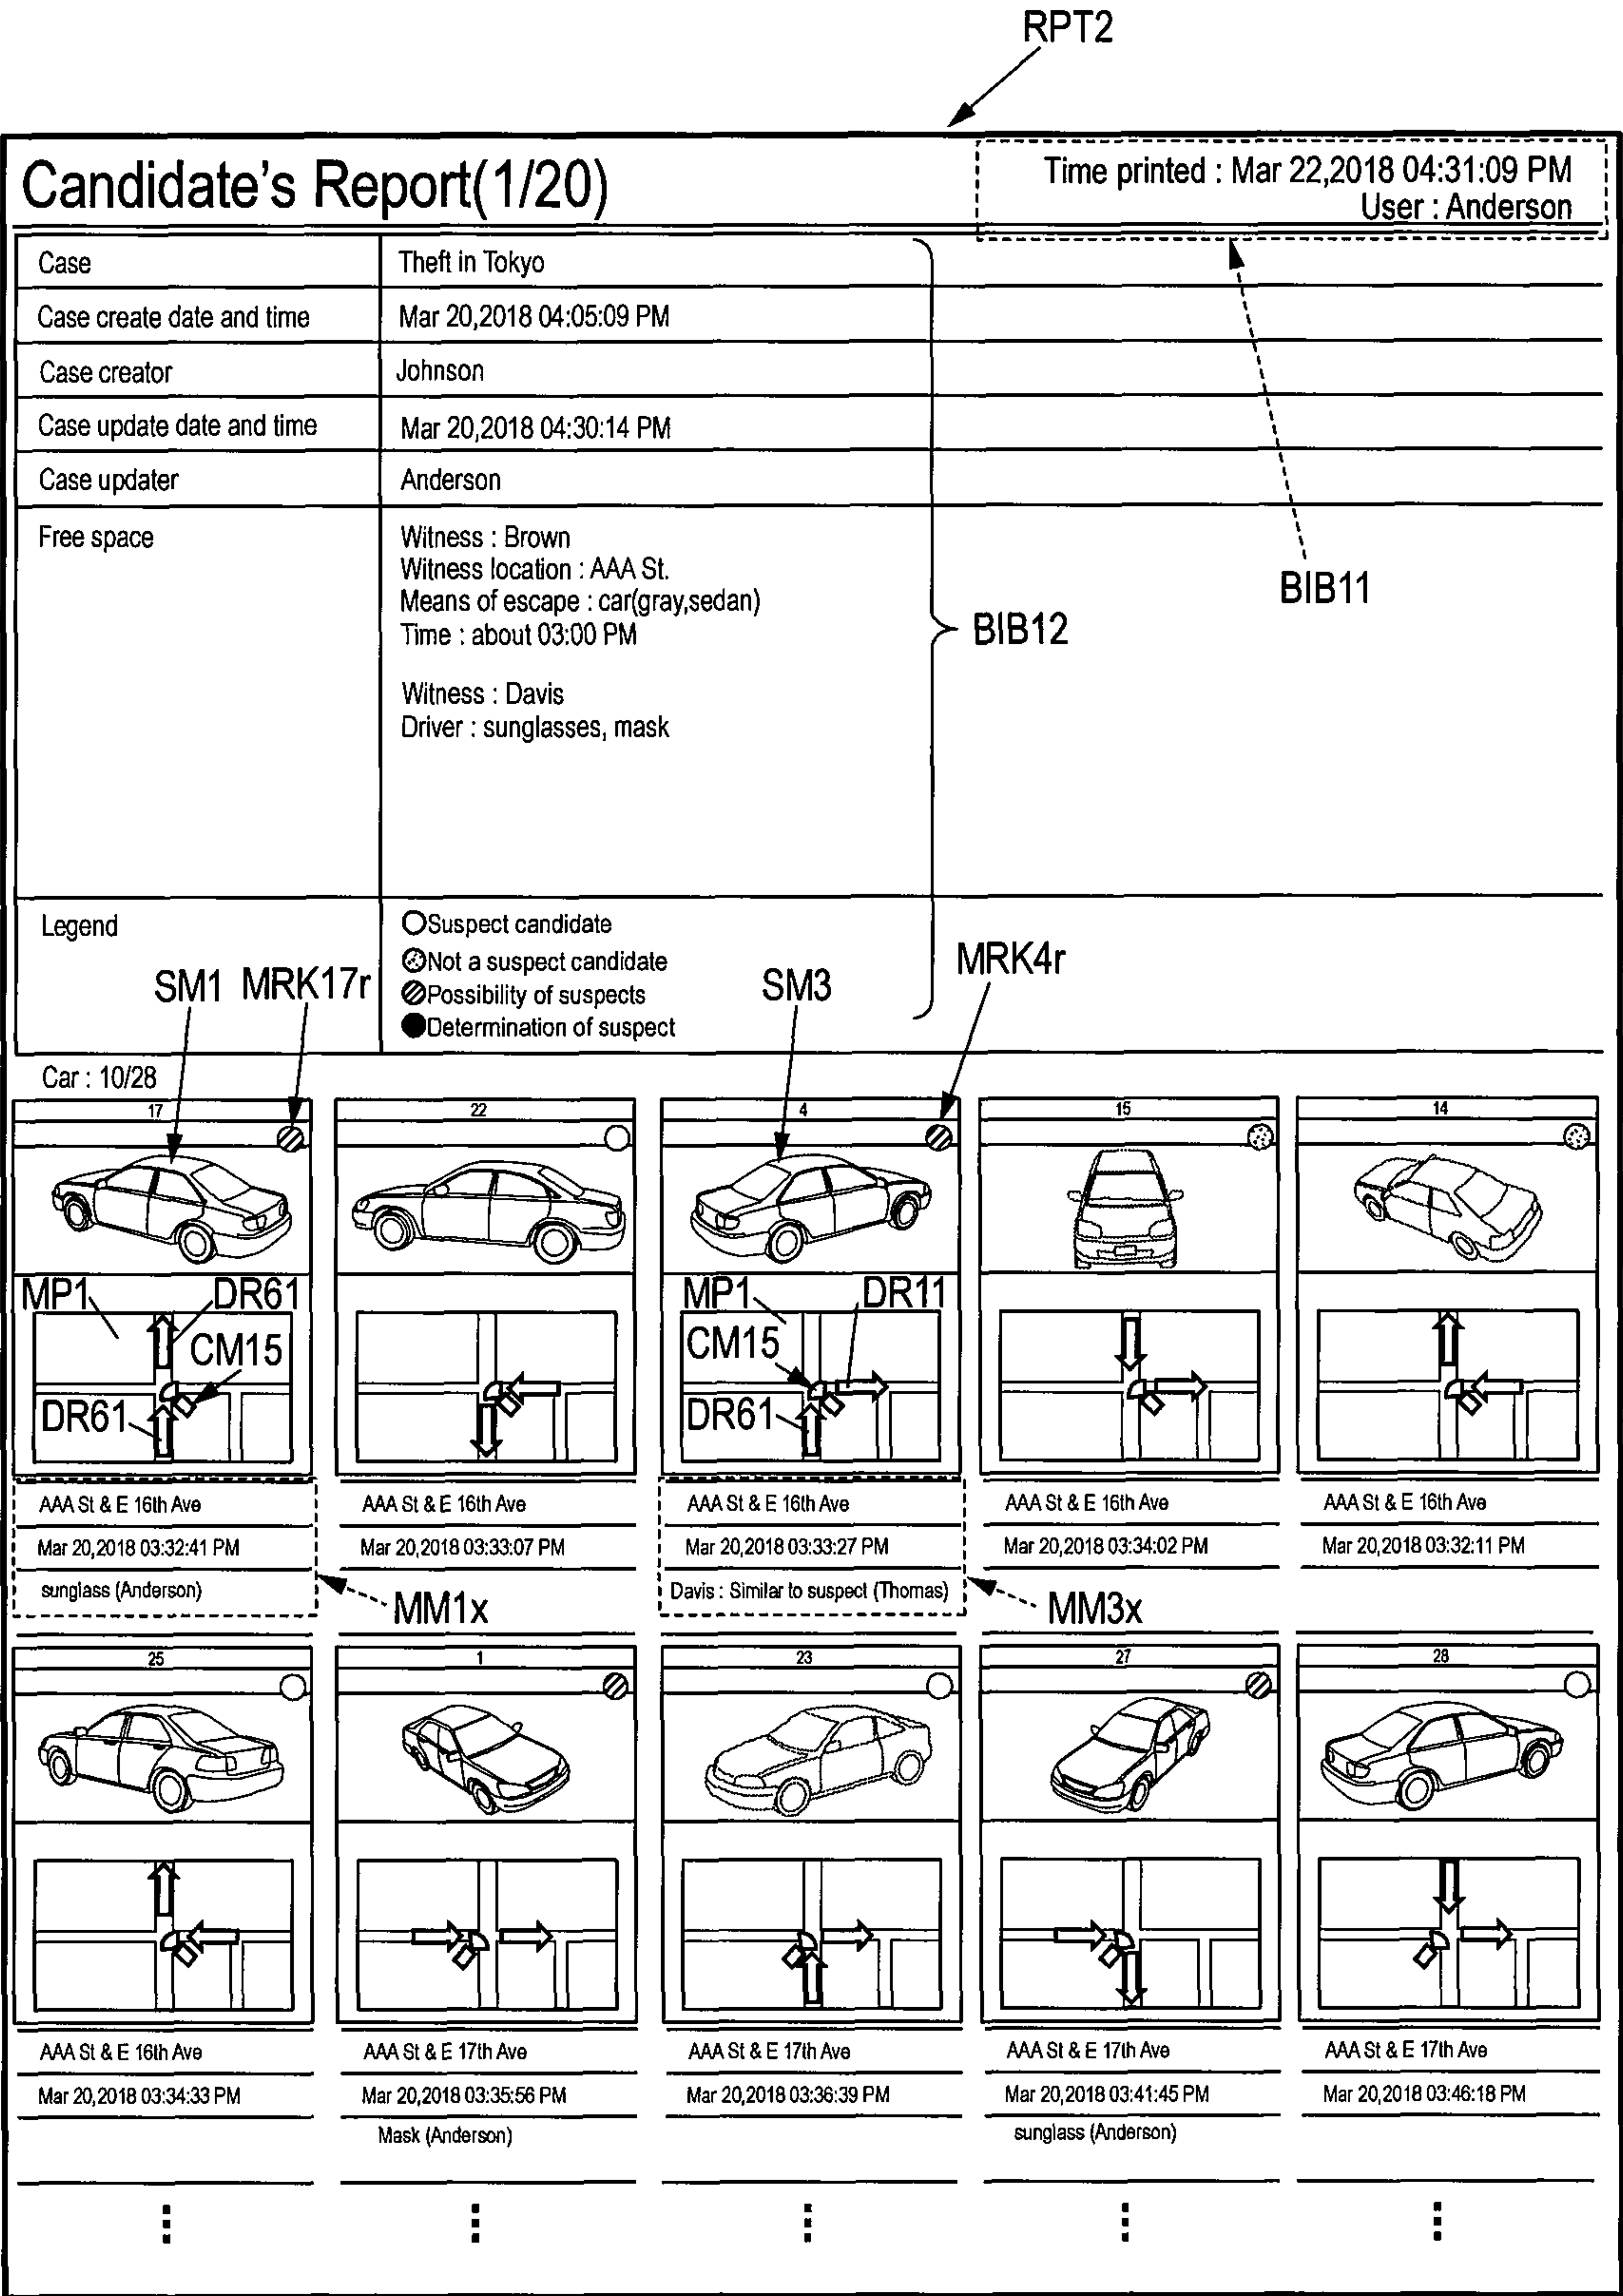 RPT2
Candidate's Report(1/20)
Time printed : Mar 22,2018 04:31:09 PM
User : Anderson
Case
Theft in Tokyo
Case create date and time
Mar 20,2018 04:05:09 PM
Case creator
Johnson
Case update date and time
Mar 20,2018 04:30:14 PM
Case updater
Anderson
Free space
Witness : Brown
Witness location : AAA St.
Means of escape : car(gray,sedan)
Time : about 03:00 PM
Witness : Davis
Driver : sunglasses, mask
BIB11
BIB12
Legend
Suspect candidate
Not a suspect candidate
Possibility of suspects
Determination of suspect
SM1
MRK17r
SM3
MRK4r
Car : 10/28
17
22
4
15
14
MP1
DR61
CM15
DR61
MP1
DR11
CM15
DR61
AAA St & E 16th Ave
AAA St & E 16th Ave
AAA St & E 16th Ave
AAA St & E 16th Ave
AAA St & E 16th Ave
Mar 20,2018 03:32:41 PM
Mar 20,2018 03:33:07 PM
Mar 20,2018 03:33:27 PM
Mar 20,2018 03:34:02 PM
Mar 20,2018 03:32:11 PM
sunglass (Anderson)
Davis : Similar to suspect (Thomas)
MM1x
MM3x
25
1
23
27
28
AAA St & E 16th Ave
AAA St & E 17th Ave
AAA St & E 17th Ave
AAA St & E 17th Ave
AAA St & E 17th Ave
Mar 20,2018 03:34:33 PM
Mar 20,2018 03:35:56 PM
Mar 20,2018 03:36:39 PM
Mar 20,2018 03:41:45 PM
Mar 20,2018 03:46:18 PM
Mask (Anderson)
sunglass (Anderson)